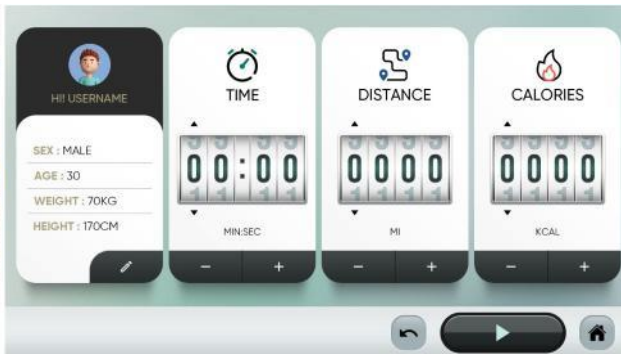 HI! USERNAME
SEX : MALE
AGE : 30
WEIGHT : 70KG
HEIGHT : 170CM
TIME
00:00
MIN:SEC
− +
DISTANCE
0000
MI
− +
CALORIES
0000
KCAL
− +